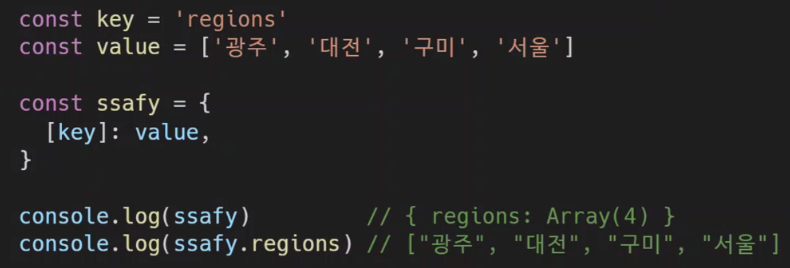 const key = 'regions'
const value = ['광주', '대전', '구미', '서울']
const ssafy = {
  [key]: value,
}
console.log(ssafy)         // { regions: Array(4) }
console.log(ssafy.regions) // ["광주", "대전", "구미", "서울"]